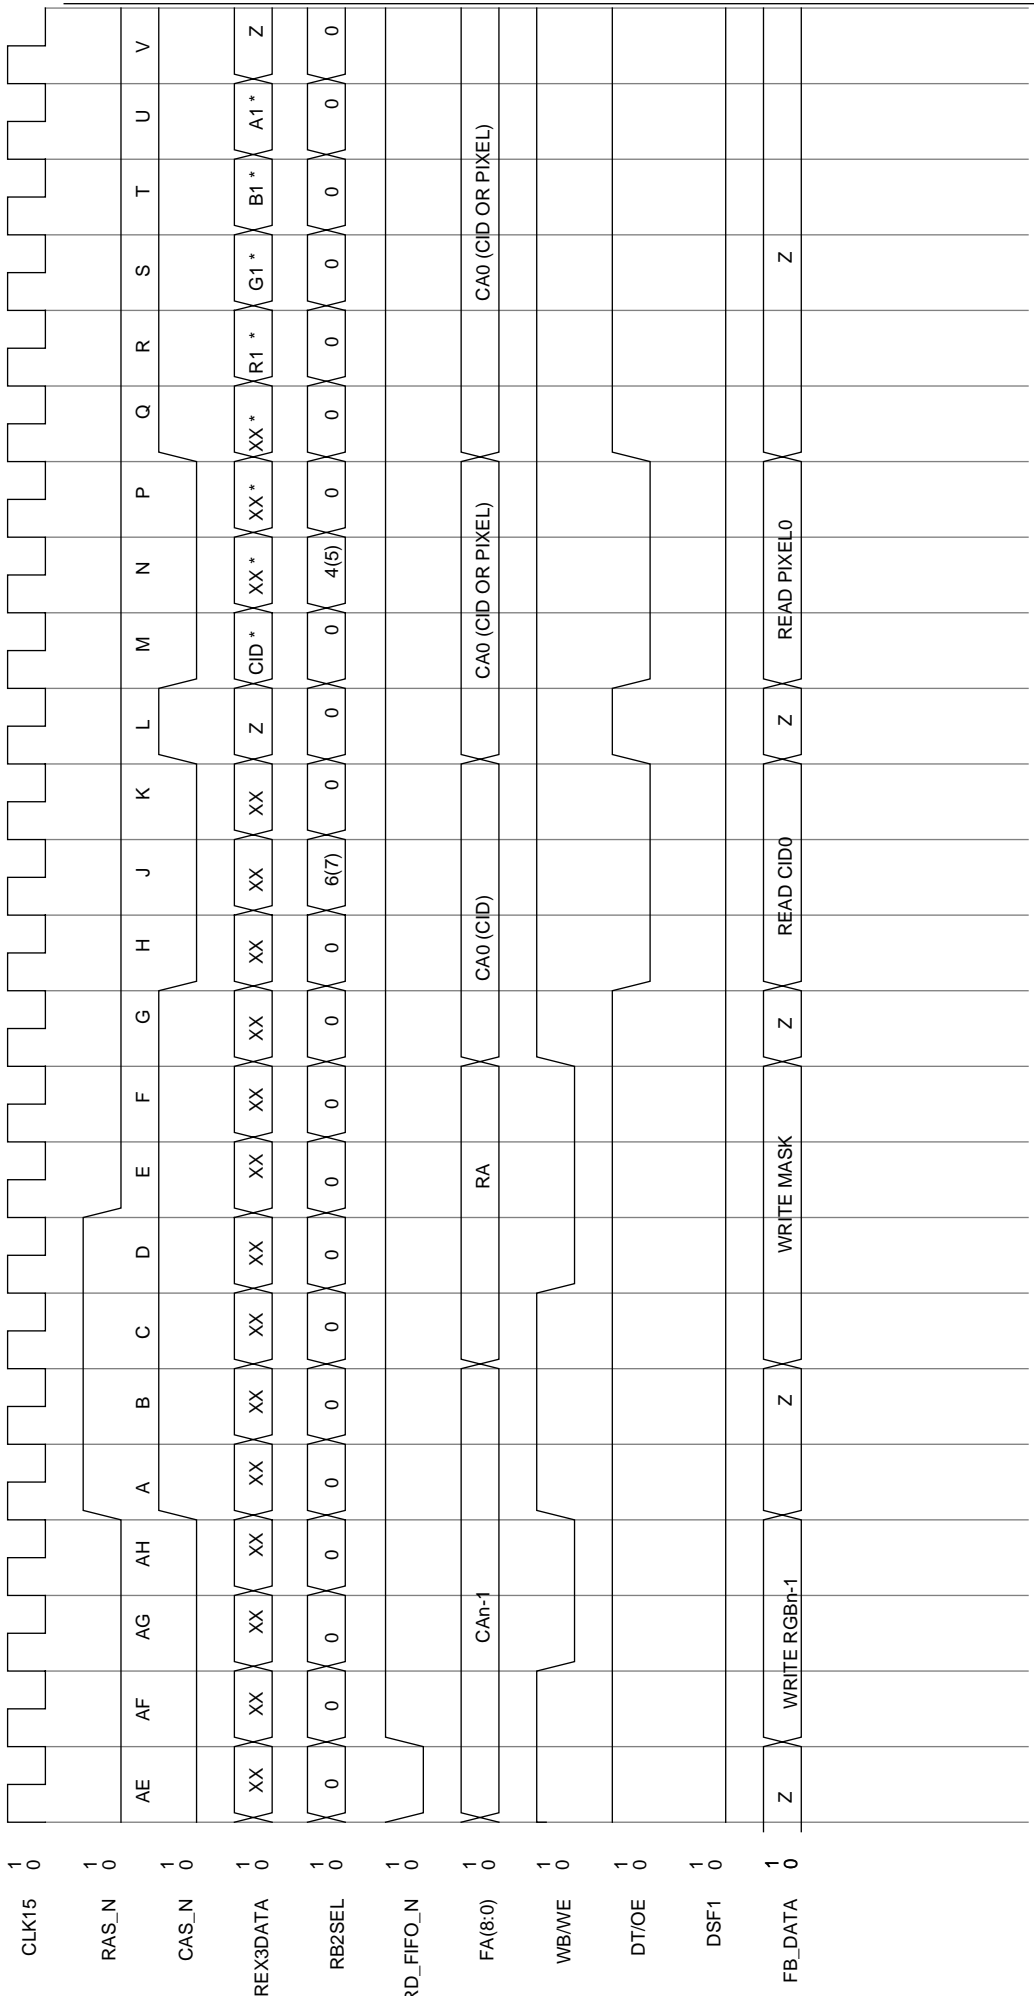 CLK15 1 0
RAS_N 1 0
AE AF AG AH A B C D E F G H J K L M N P Q R S T U V
CAS_N 1 0
REX3DATA 1 0 XX XX XX XX XX XX XX XX XX XX XX XX XX XX Z CID * XX * XX * XX * R1 * G1 * B1 * A1 * Z
RB2SEL 1 0 0 0 0 0 0 0 0 0 0 0 0 0 6(7) 0 0 0 4(5) 0 0 0 0 0 0 0
RD_FIFO_N 1 0
FA(8:0) 1 0 CAn-1 RA CA0 (CID) CA0 (CID OR PIXEL) CA0 (CID OR PIXEL)
WB/WE 1 0
DT/OE 1 0
DSF1 1 0
FB_DATA 1 0 Z WRITE RGBn-1 Z WRITE MASK Z READ CID0 Z READ PIXEL0 Z